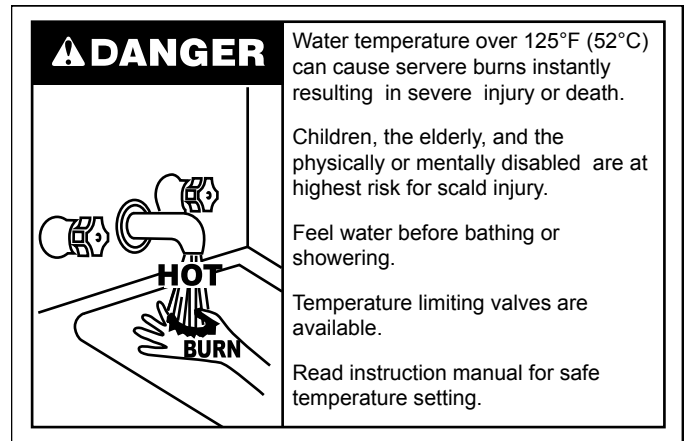 DANGER
Water temperature over 125°F (52°C)
can cause servere burns instantly
resulting in severe injury or death.
Children, the elderly, and the
physically or mentally disabled are at
highest risk for scald injury.
Feel water before bathing or
showering.
Temperature limiting valves are
available.
Read instruction manual for safe
temperature setting.
HOT
BURN